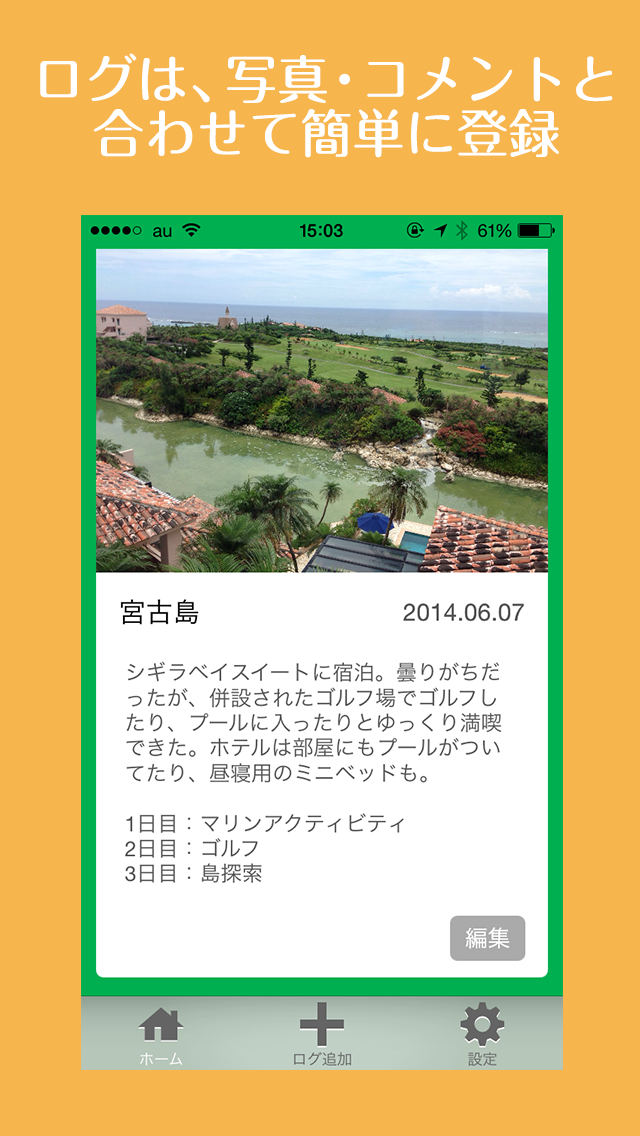 ログは、写真・コメントと
合わせて簡単に登録
au 15:03 61%
宮古島 2014.06.07
シギラベイスイートに宿泊。曇りがちだ
ったが、併設されたゴルフ場でゴルフし
たり、プールに入ったりとゆっくり満喫
できた。ホテルは部屋にもプールがつい
てたり、昼寝用のミニベッドも。
1日目：マリンアクティビティ
2日目：ゴルフ
3日目：島探索
編集
ホーム ログ追加 設定